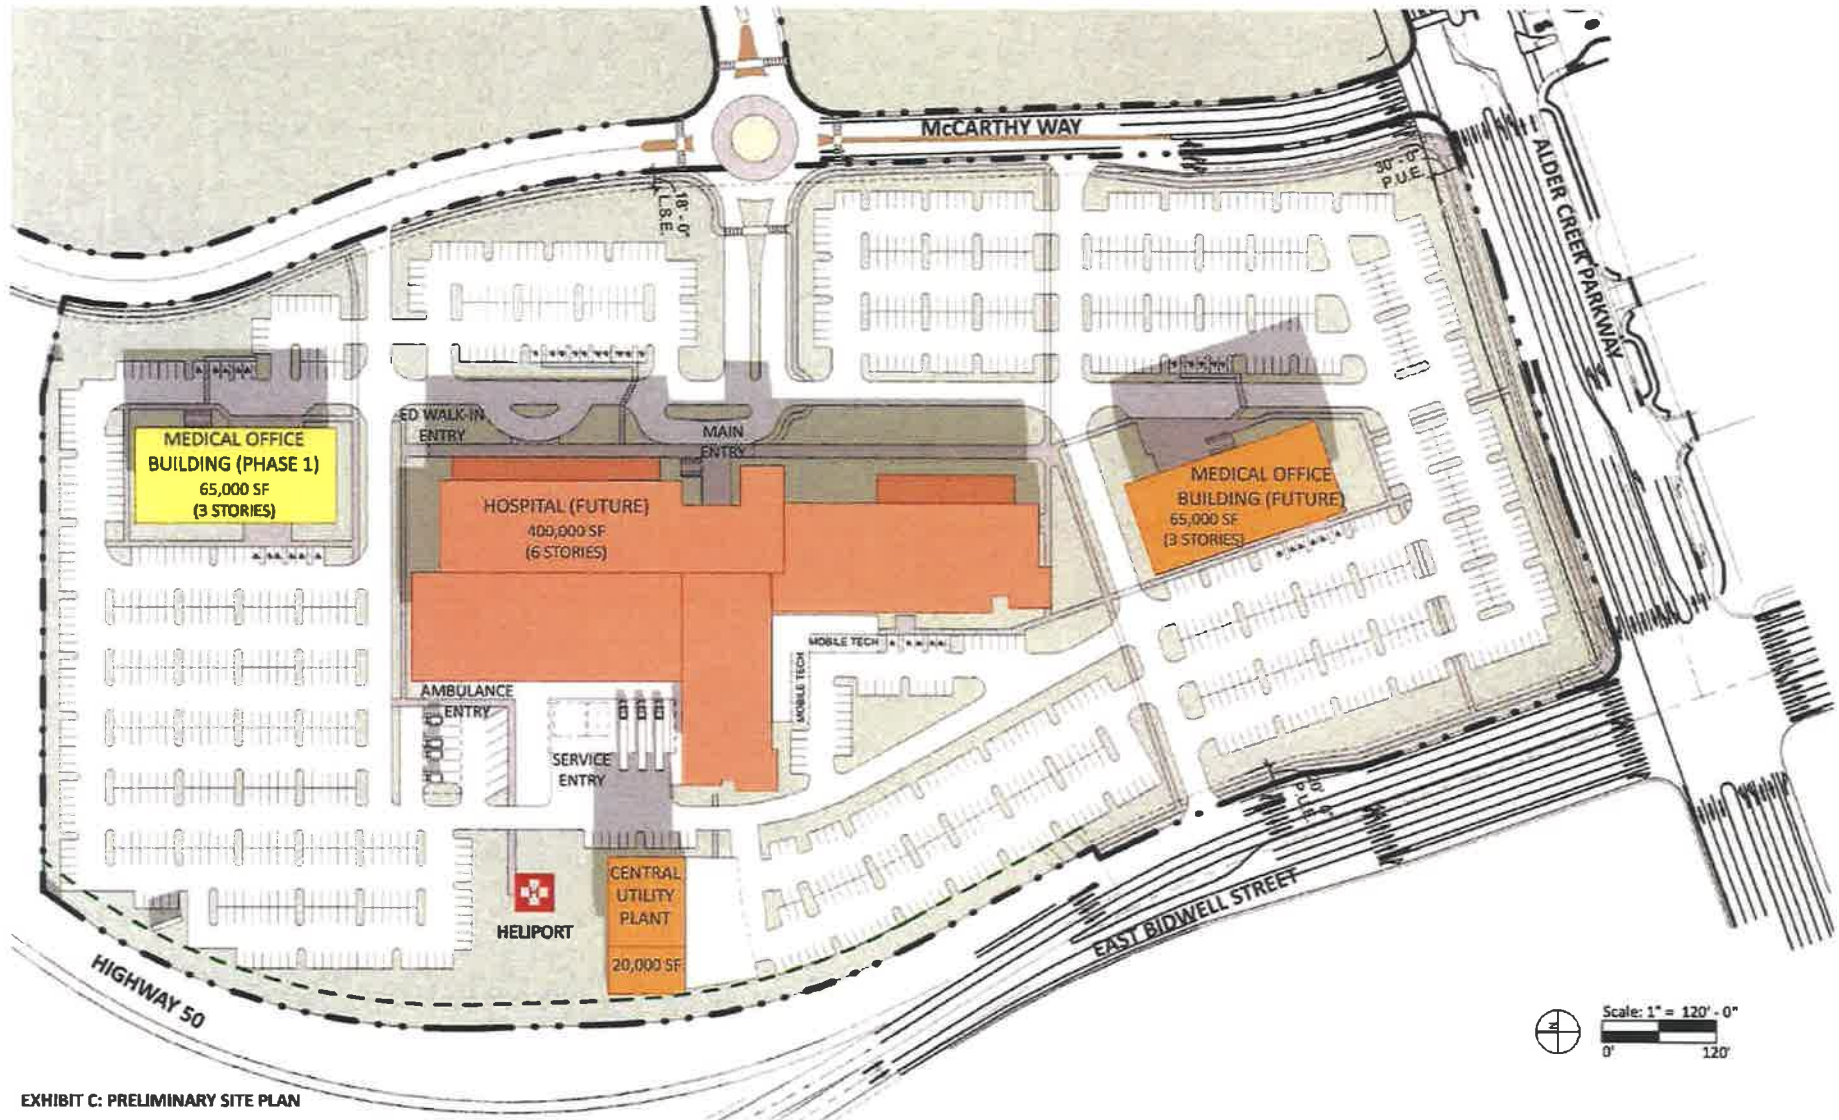 McCARTHY WAY
30' - 0"
P.U.E.
ALDER CREEK PARKWAY
18' - 0"
L.S.E.
ED WALK-IN
ENTRY
MAIN
ENTRY
MEDICAL OFFICE
BUILDING (PHASE 1)
65,000 SF
(3 STORIES)
HOSPITAL (FUTURE)
400,000 SF
(6 STORIES)
MEDICAL OFFICE
BUILDING (FUTURE)
65,000 SF
(3 STORIES)
MOBILE TECH
MOBILE TECH
AMBULANCE
ENTRY
SERVICE
ENTRY
P.U.E.
CENTRAL
UTILITY
PLANT
20,000 SF
HELIPORT
EAST BIDWELL STREET
HIGHWAY 50
N
Scale: 1" = 120' - 0"
0' 120'
EXHIBIT C: PRELIMINARY SITE PLAN